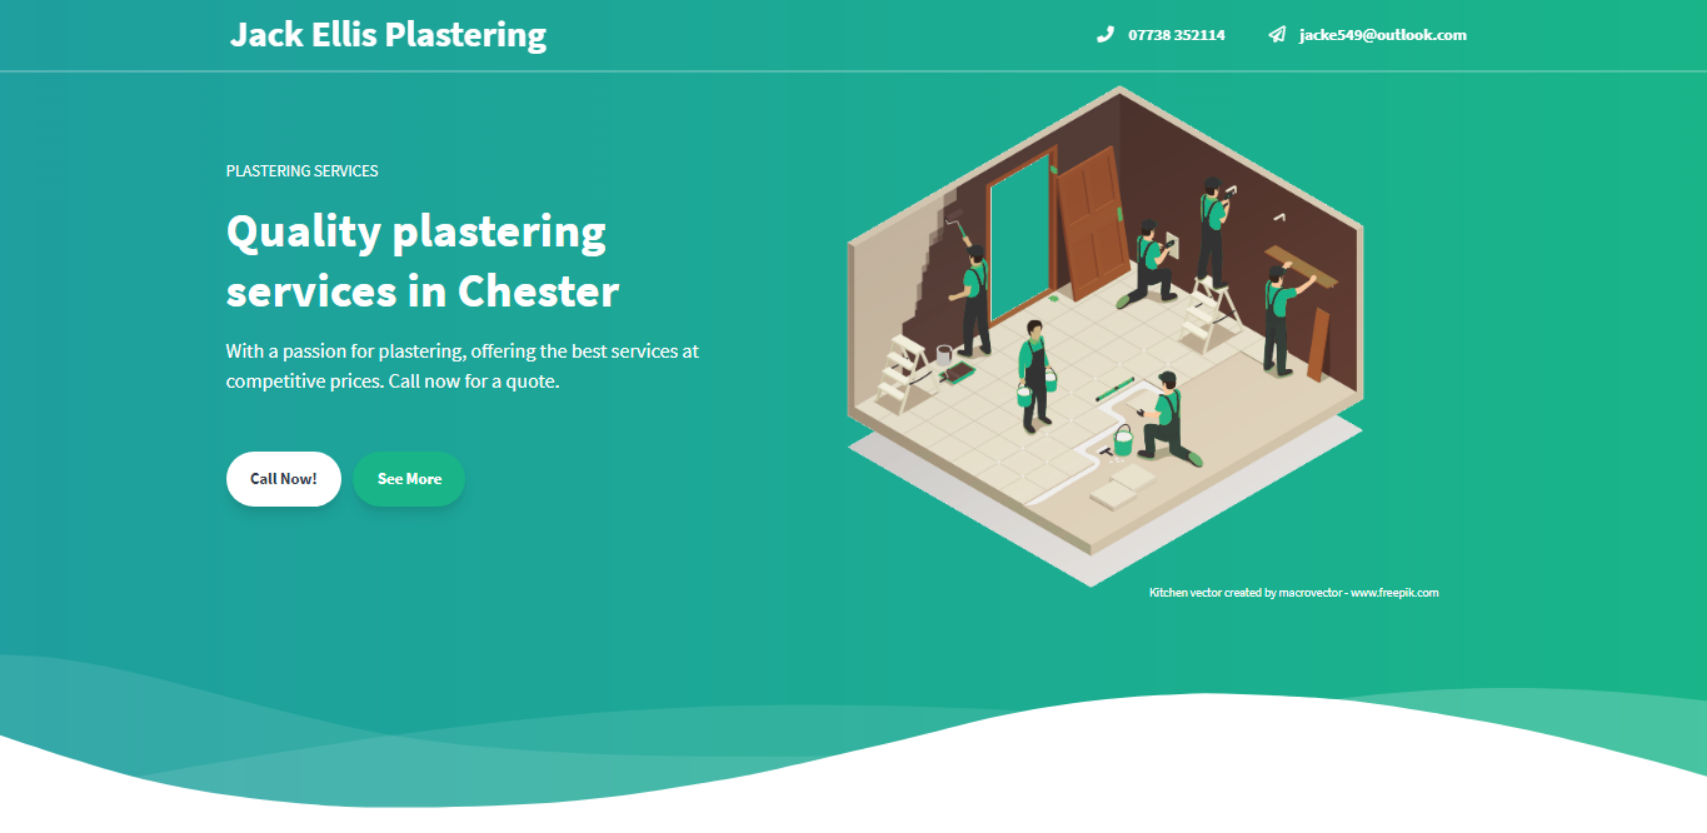 Jack Ellis Plastering
07738 352114
jacke549@outlook.com
PLASTERING SERVICES
Quality plastering
services in Chester
With a passion for plastering, offering the best services at
competitive prices. Call now for a quote.
Call Now!
See More
Kitchen vector created by macrovector - www.freepik.com